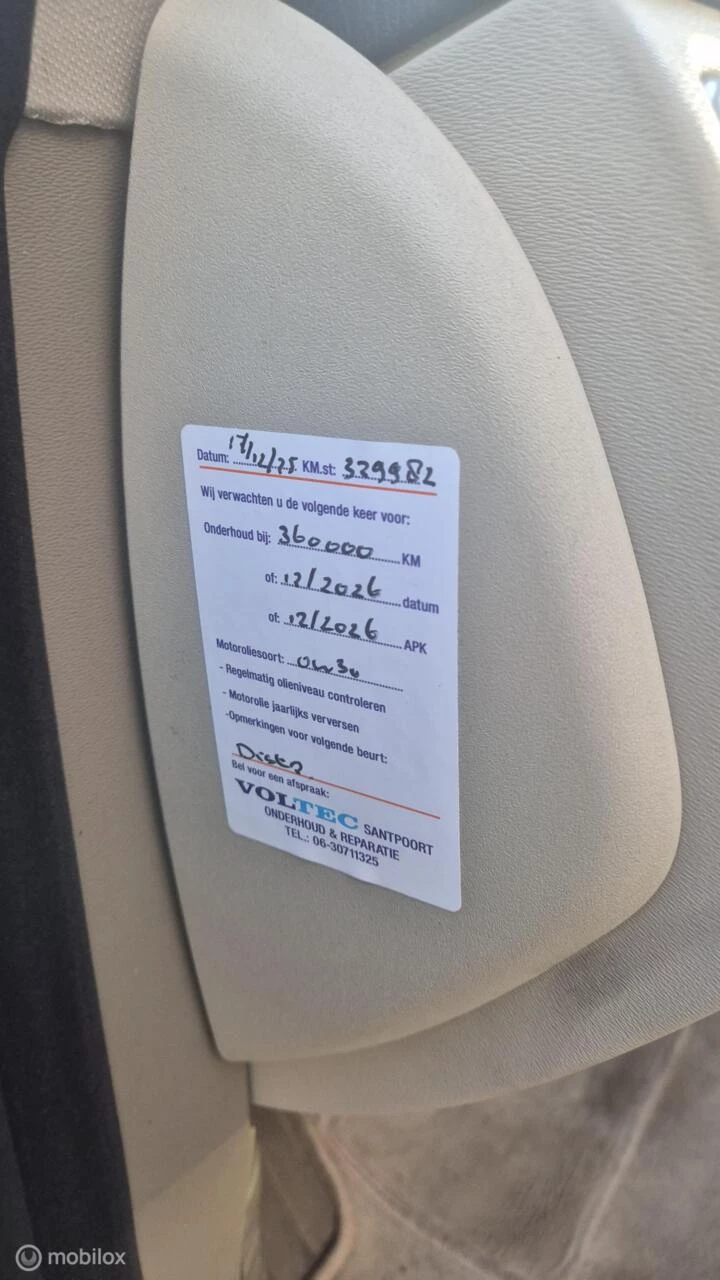 Datum: 17/12/25 KM.st: 339982
Wij verwachten u de volgende keer voor:
Onderhoud bij: 360000 KM
of: 12/2026 datum
of: 12/2026 APK
Motoroliesoort: 0W30
- Regelmatig olieniveau controleren
- Motorolie jaarlijks verversen
-Opmerkingen voor volgende beurt:
Bel voor een afspraak:
VOLTEC SANTPOORT
ONDERHOUD & REPARATIE
TEL.: 06-30711325
mobilox